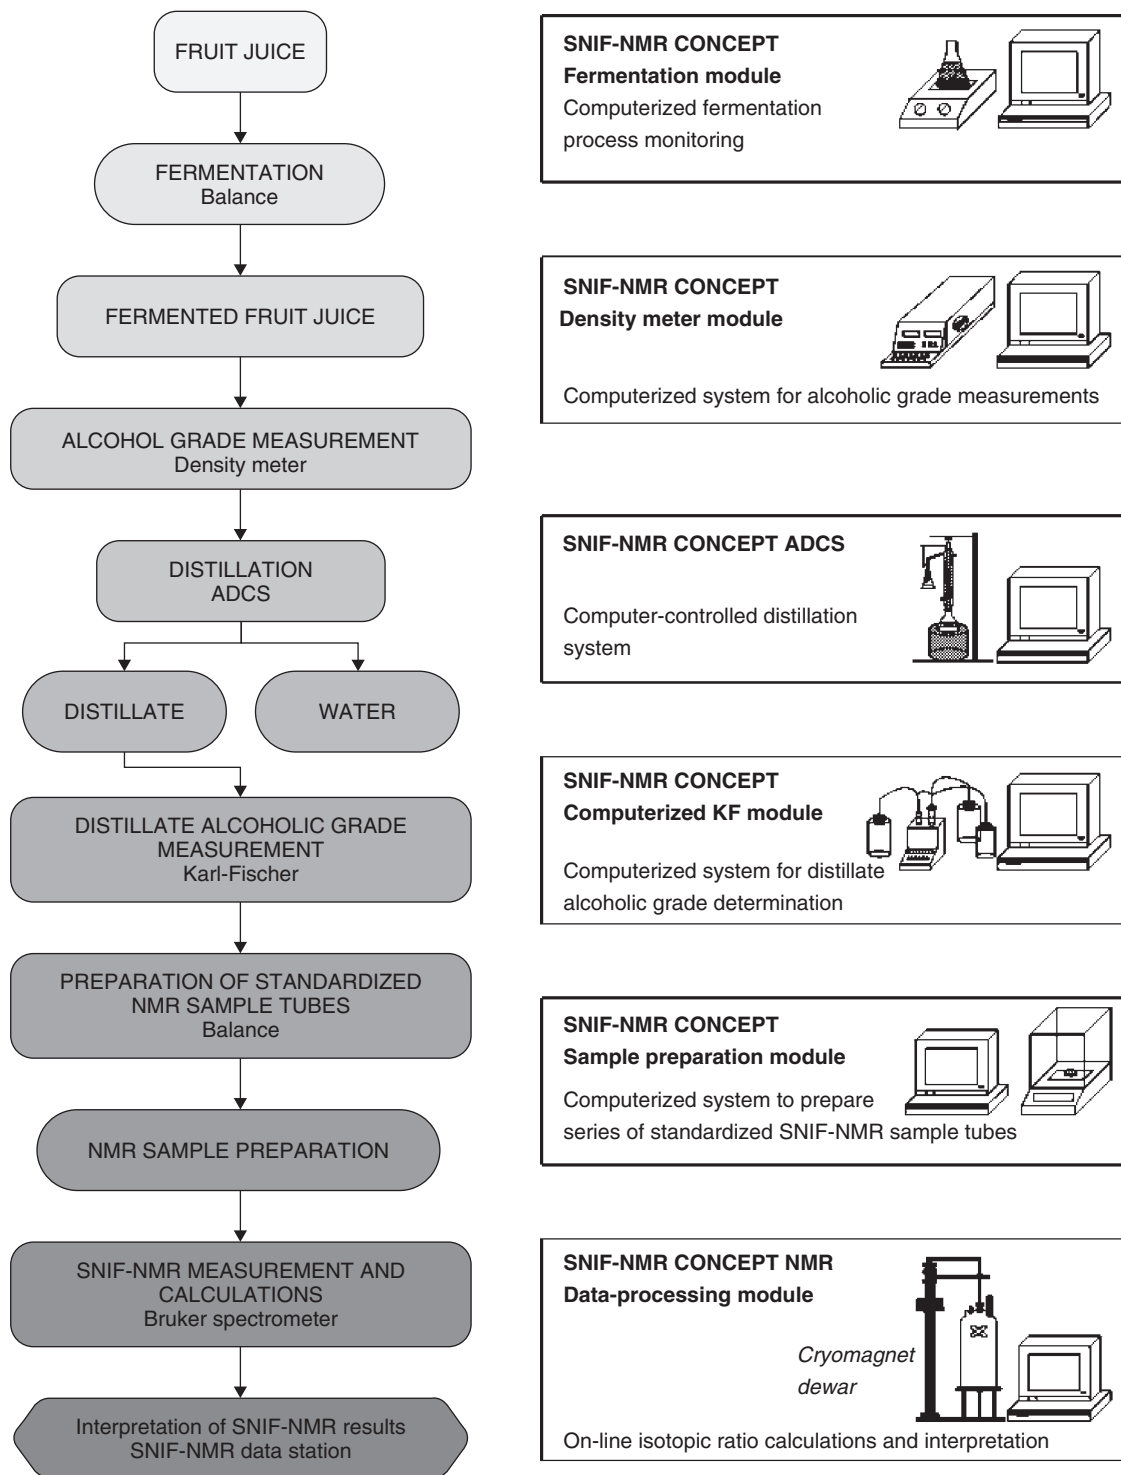 FRUIT JUICE
FERMENTATION
Balance
FERMENTED FRUIT JUICE
ALCOHOL GRADE MEASUREMENT
Density meter
DISTILLATION
ADCS
DISTILLATE
WATER
DISTILLATE ALCOHOLIC GRADE
MEASUREMENT
Karl-Fischer
PREPARATION OF STANDARDIZED
NMR SAMPLE TUBES
Balance
NMR SAMPLE PREPARATION
SNIF-NMR MEASUREMENT AND
CALCULATIONS
Bruker spectrometer
Interpretation of SNIF-NMR results
SNIF-NMR data station
SNIF-NMR CONCEPT
Fermentation module
Computerized fermentation
process monitoring
SNIF-NMR CONCEPT
Density meter module
Computerized system for alcoholic grade measurements
SNIF-NMR CONCEPT ADCS
Computer-controlled distillation
system
SNIF-NMR CONCEPT
Computerized KF module
Computerized system for distillate
alcoholic grade determination
SNIF-NMR CONCEPT
Sample preparation module
Computerized system to prepare
series of standardized SNIF-NMR sample tubes
SNIF-NMR CONCEPT NMR
Data-processing module
Cryomagnet
dewar
On-line isotopic ratio calculations and interpretation